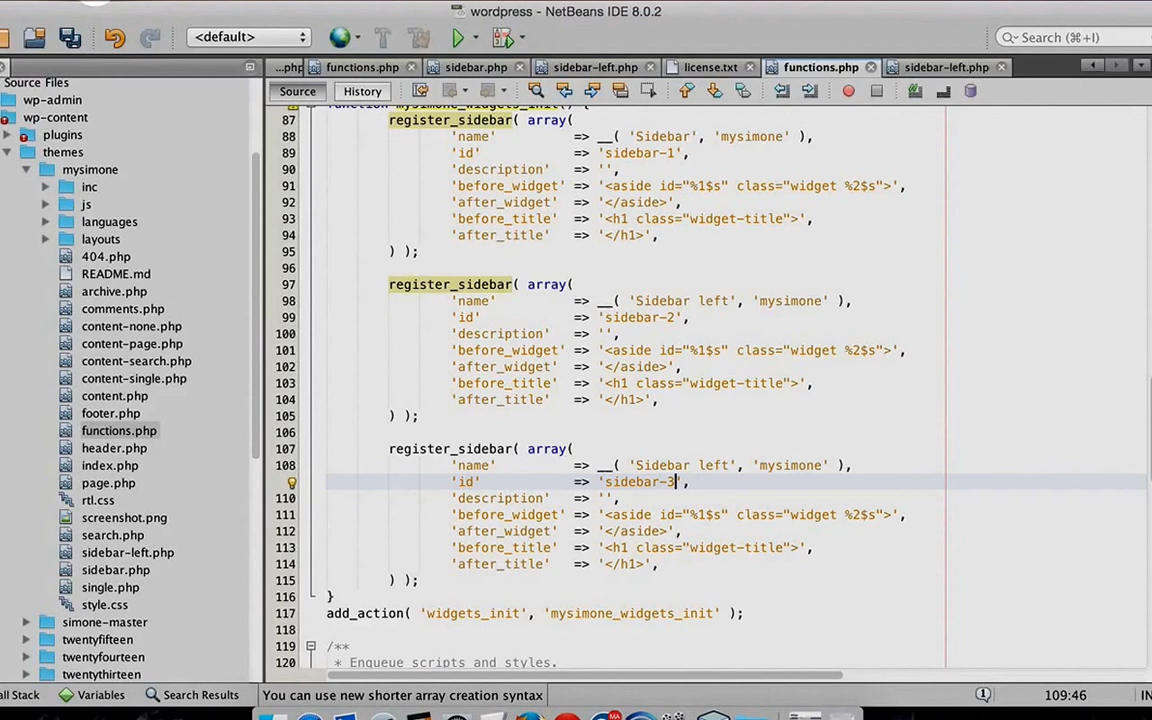 wordpress - NetBeans IDE 8.0.2
<default>
Search (⌘+I)
...php
functions.php
sidebar.php
sidebar-left.php
license.txt
functions.php
sidebar-left.php
Source
History
Source Files
wp-admin
wp-content
plugins
themes
mysimone
inc
js
languages
layouts
404.php
README.md
archive.php
comments.php
content-none.php
content-page.php
content-search.php
content-single.php
content.php
footer.php
functions.php
header.php
index.php
page.php
rtl.css
screenshot.png
search.php
sidebar-left.php
sidebar.php
single.php
style.css
simone-master
twentyfifteen
twentyfourteen
twentythirteen
function mysimone_widgets_init() {
87 register_sidebar( array(
88 'name' => __( 'Sidebar', 'mysimone' ),
89 'id' => 'sidebar-1',
90 'description' => '',
91 'before_widget' => '<aside id="%1$s" class="widget %2$s">',
92 'after_widget' => '</aside>',
93 'before_title' => '<h1 class="widget-title">',
94 'after_title' => '</h1>',
95 ) );
96
97 register_sidebar( array(
98 'name' => __( 'Sidebar left', 'mysimone' ),
99 'id' => 'sidebar-2',
100 'description' => '',
101 'before_widget' => '<aside id="%1$s" class="widget %2$s">',
102 'after_widget' => '</aside>',
103 'before_title' => '<h1 class="widget-title">',
104 'after_title' => '</h1>',
105 ) );
106
107 register_sidebar( array(
108 'name' => __( 'Sidebar left', 'mysimone' ),
'id' => 'sidebar-3',
110 'description' => '',
111 'before_widget' => '<aside id="%1$s" class="widget %2$s">',
112 'after_widget' => '</aside>',
113 'before_title' => '<h1 class="widget-title">',
114 'after_title' => '</h1>',
115 ) );
116 }
117 add_action( 'widgets_init', 'mysimone_widgets_init' );
118
119 /**
120 * Enqueue scripts and styles.
all Stack
Variables
Search Results
You can use new shorter array creation syntax
1
109:46
IN